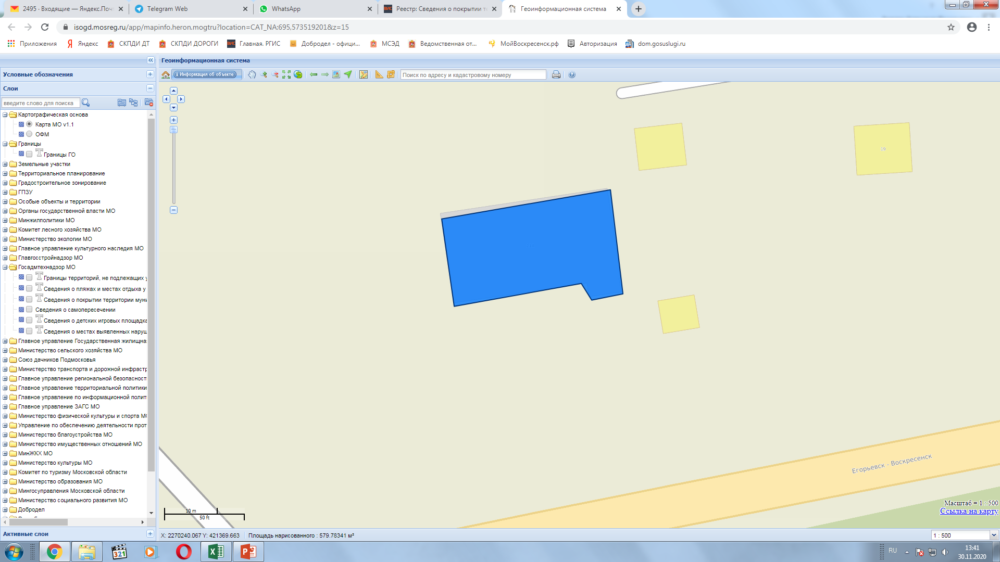 2495 · Входящие — Яндекс.Поч
Telegram Web
WhatsApp
Реестр: Сведения о покрытии т
Геоинформационная система
isogd.mosreg.ru/app/mapinfo.heron.mogtru?location=CAT_NA:695,573519201&z=15
Приложения
Яндекс
СКПДИ ДТ
СКПДИ ДОРОГИ
Главная. РГИС
Добродел - офици...
МСЭД
Ведомственная от...
МойВоскресенск.рф
Авторизация
dom.gosuslugi.ru
Геоинформационная система
Условные обозначения
Информация об объекте
Поиск по адресу и кадастровому номеру
Слои
введите слово для поиска
Картографическая основа
Карта МО v1.1
ОФМ
Границы
Границы ГО
Земельные участки
Территориальное планирование
Градостроительное зонирование
ГПЗУ
Особые объекты и территории
Органы государственной власти МО
Минжилполитики МО
Комитет лесного хозяйства МО
Министерство экологии МО
Главное управление культурного наследия МО
Главгосстройнадзор МО
Госадмтехнадзор МО
Границы территорий, не подлежащих у
Сведения о пляжах и местах отдыха у
Сведения о покрытии территории муни
Сведения о самопересечении
Сведения о детских игровых площадка
Сведения о местах выявленных наруш
Главное управление Государственная жилищна
Министерство сельского хозяйства МО
Союз дачников Подмосковья
Министерство транспорта и дорожной инфрастр
Главное управление региональной безопасност
Главное управление территориальной политики
Главное управление по информационной полит
Главное управление ЗАГС МО
Министерство физической культуры и спорта МО
Управление по обеспечению деятельности прот
Министерство благоустройства МО
Министерство имущественных отношений МО
МинЖКХ МО
Министерство культуры МО
Комитет по туризму Московской области
Министерство образования МО
Мингосуправления Московской области
Министерство социального развития МО
Добродел
Активные слои
19
Егорьевск - Воскресенск
10 m
50 ft
Масштаб = 1 : 500
Ссылка на карту
X: 2270240.067 Y: 421369.663
Площадь нарисованного : 579.78341 м²
1 : 500
321
RU
13:41
30.11.2020